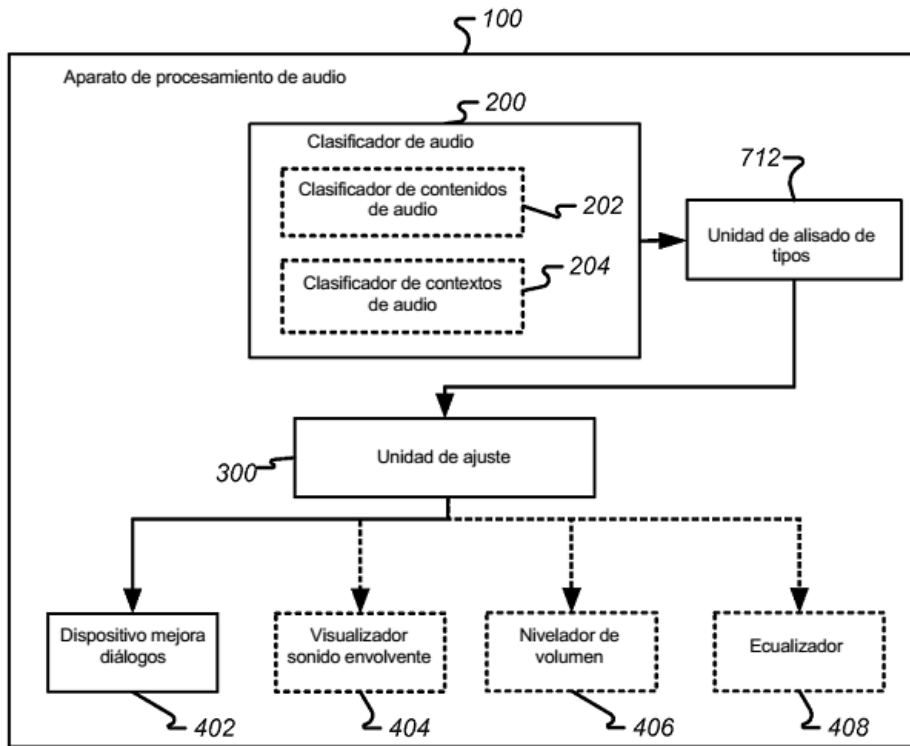 100
Aparato de procesamiento de audio
200
Clasificador de audio
712
Clasificador de contenidos
de audio
202
Unidad de alisado de
tipos
Clasificador de contextos
de audio
204
Unidad de ajuste
300
Dispositivo mejora
diálogos
Visualizador
sonido envolvente
Nivelador de
volumen
Ecualizador
402
404
406
408